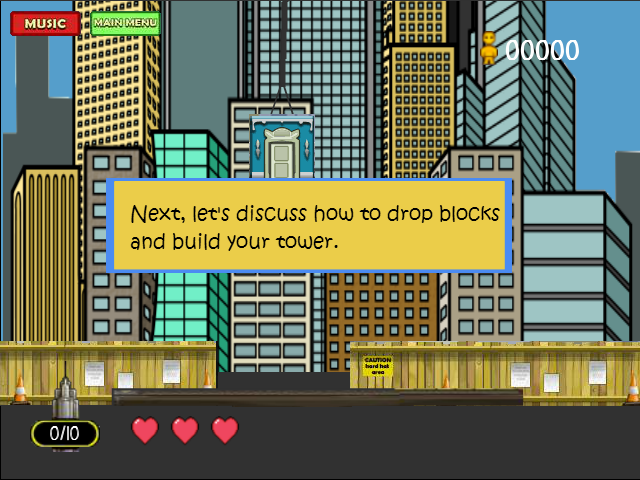 MUSIC
MAIN MENU
00000
Next, let's discuss how to drop blocks
and build your tower.
CAUTION
hard hat
area
0/10